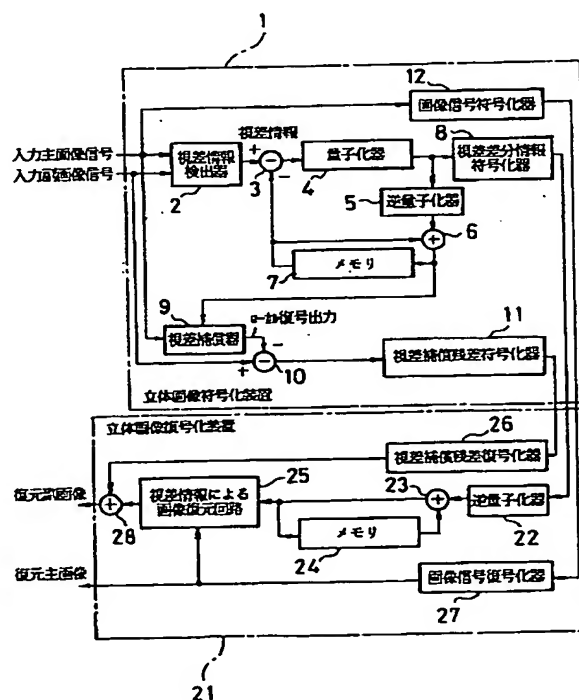 1
12
画像信号符号化器
視差情報
8
入力主画像信号
入力副画像信号
視差情報
検出器
2
+
3
−
量子化器
4
視差差分情報
符号化器
5
逆量子化器
6
+
メモリ
7
9
視差補償器
ローカル復号出力
−
+
10
11
視差補償残差符号化器
立体画像符号化装置
立体画像復号化装置
26
視差補償残差復号化器
25
復元副画像
28
視差情報による
画像復元回路
23
逆量子化器
22
メモリ
24
復元主画像
画像信号復号化器
27
21